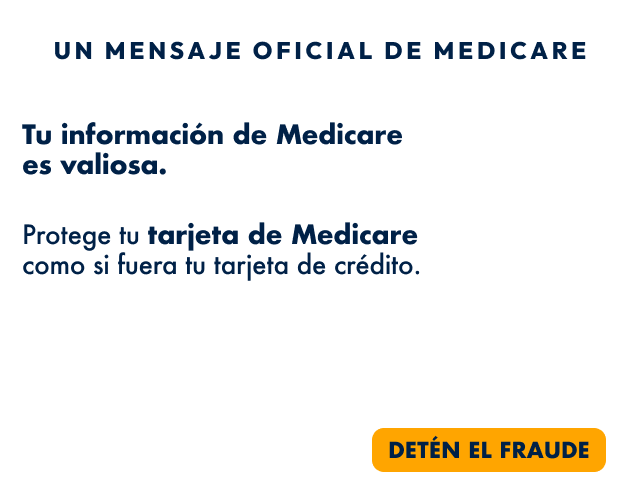 UN MENSAJE OFICIAL DE MEDICARE
Tu información de Medicare
es valiosa.
Protege tu tarjeta de Medicare
como si fuera tu tarjeta de crédito.
DETÉN EL FRAUDE